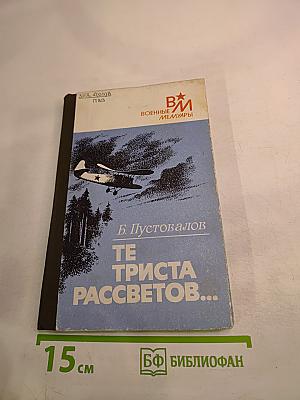 ВМ
ВОЕННЫЕ
МЕМУАРЫ
Б. Пустовалов
ТЕ
ТРИСТА
РАССВЕТОВ...
15 см
БФ БИБЛИОФАН